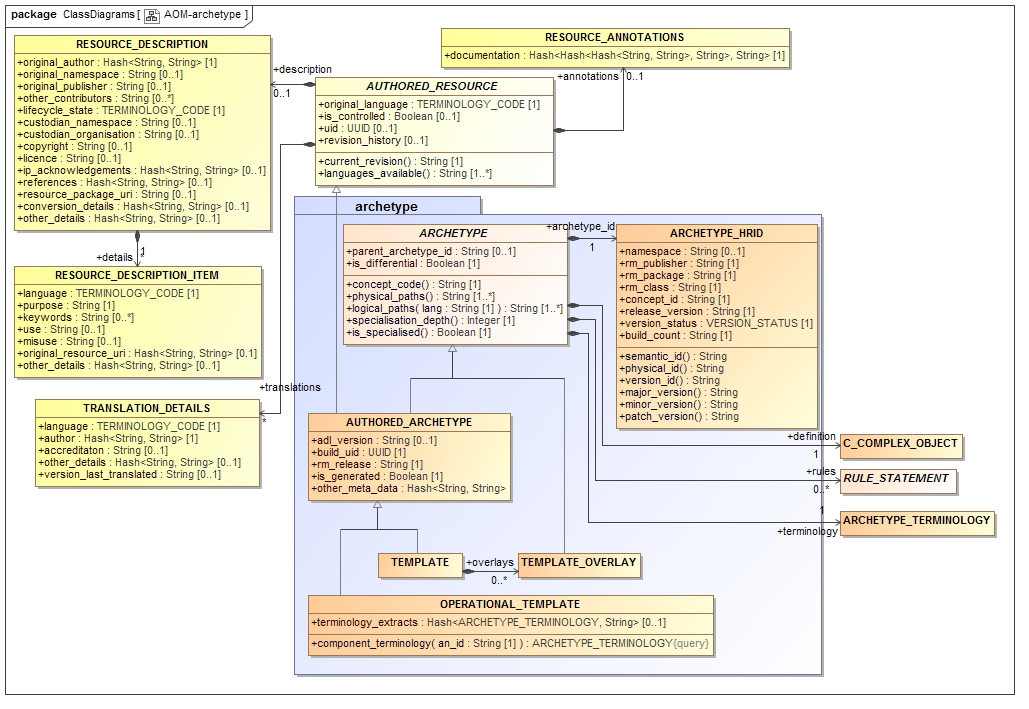 package ClassDiagrams [ AOM-archetype ]
RESOURCE_DESCRIPTION
+original_author : Hash<String, String> [1]
+original_namespace : String [0..1]
+original_publisher : String [0..1]
+other_contributors : String [0..*]
+lifecycle_state : TERMINOLOGY_CODE [1]
+custodian_namespace : String [0..1]
+custodian_organisation : String [0..1]
+copyright : String [0..1]
+licence : String [0..1]
+ip_acknowledgements : Hash<String, String> [0..1]
+references : Hash<String, String> [0..1]
+resource_package_uri : String [0..1]
+conversion_details : Hash<String, String> [0..1]
+other_details : Hash<String, String> [0..1]
RESOURCE_ANNOTATIONS
+documentation : Hash<Hash<Hash<String, String>, String>, String> [1]
+description
0..1
+annotations
0..1
AUTHORED_RESOURCE
+original_language : TERMINOLOGY_CODE [1]
+is_controlled : Boolean [0..1]
+uid : UUID [0..1]
+revision_history [0..1]
+current_revision() : String [1]
+languages_available() : String [1..*]
+details
1
*
RESOURCE_DESCRIPTION_ITEM
+language : TERMINOLOGY_CODE [1]
+purpose : String [1]
+keywords : String [0..*]
+use : String [0..1]
+misuse : String [0..1]
+original_resource_uri : Hash<String, String> [0.1]
+other_details : Hash<String, String> [0..1]
+translations
*
TRANSLATION_DETAILS
+language : TERMINOLOGY_CODE [1]
+author : Hash<String, String> [1]
+accreditaton : String [0..1]
+other_details : Hash<String, String> [0..1]
+version_last_translated : String [0..1]
archetype
ARCHETYPE
+parent_archetype_id : String [0..1]
+is_differential : Boolean [1]
+concept_code() : String [1]
+physical_paths() : String [1..*]
+logical_paths( lang : String [1] ) : String [1..*]
+specialisation_depth() : Integer [1]
+is_specialised() : Boolean [1]
+archetype_id
1
ARCHETYPE_HRID
+namespace : String [0..1]
+rm_publisher : String [1]
+rm_package : String [1]
+rm_class : String [1]
+concept_id : String [1]
+release_version : String [1]
+version_status : VERSION_STATUS [1]
+build_count : String [1]
+semantic_id() : String
+physical_id() : String
+version_id() : String
+major_version() : String
+minor_version() : String
+patch_version() : String
AUTHORED_ARCHETYPE
+adl_version : String [0..1]
+build_uid : UUID [1]
+rm_release : String [1]
+is_generated : Boolean [1]
+other_meta_data : Hash<String, String>
+definition
1
C_COMPLEX_OBJECT
+rules
0..*
RULE_STATEMENT
1
+terminology
ARCHETYPE_TERMINOLOGY
TEMPLATE
+overlays
0..*
TEMPLATE_OVERLAY
OPERATIONAL_TEMPLATE
+terminology_extracts : Hash<ARCHETYPE_TERMINOLOGY, String> [0..1]
+component_terminology( an_id : String [1] ) : ARCHETYPE_TERMINOLOGY{query}